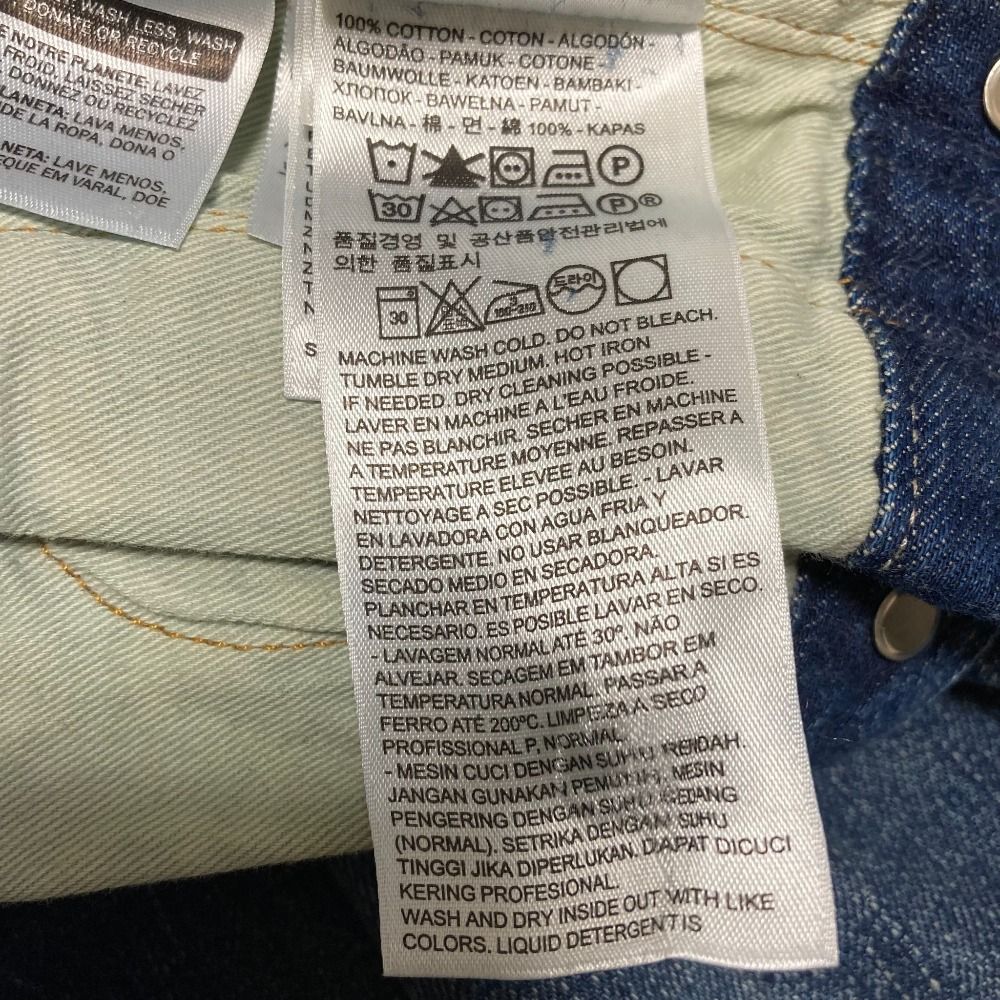 WASH LESS, WASH
DONATE OR RECYCLE
NOTRE PLANETE, LAVEZ
FROID, LAISSEZ SÉCHER
DONNEZ OU RECYCLEZ
PLANETA: LAVA MENOS,
DE LA ROPA, DONA O
NETA: LAVE MENOS,
EQUE EM VARAL, DOE
100% COTTON - COTON - ALGODÓN -
ALGODÃO - PAMUK - COTONE -
BAUMWOLLE - KATOEN - BAMBAKI -
ХЛОПОК - BAWEŁNA - PAMUT -
BAVLNA - 棉 - 면 - 綿 100% - KAPAS
P
30 P ®
품질경영 및 공산품안전관리법에
의한 품질표시
30 3 180-210 드라이
S
MACHINE WASH COLD. DO NOT BLEACH.
TUMBLE DRY MEDIUM. HOT IRON
IF NEEDED. DRY CLEANING POSSIBLE -
LAVER EN MACHINE A L'EAU FROIDE.
NE PAS BLANCHIR. SECHER EN MACHINE
A TEMPERATURE MOYENNE. REPASSER A
TEMPERATURE ELEVEE AU BESOIN.
NETTOYAGE A SEC POSSIBLE. - LAVAR
EN LAVADORA CON AGUA FRIA Y
DETERGENTE. NO USAR BLANQUEADOR.
SECADO MEDIO EN SECADORA.
PLANCHAR EN TEMPERATURA ALTA SI ES
NECESARIO. ES POSIBLE LAVAR EN SECO.
- LAVAGEM NORMAL ATÉ 30º. NÃO
ALVEJAR. SECAGEM EM TAMBOR EM
TEMPERATURA NORMAL. PASSAR A
FERRO ATÉ 200ºC. LIMPEZA A SECO
PROFISSIONAL P, NORMAL.
- MESIN CUCI DENGAN SUHU RENDAH.
JANGAN GUNAKAN PEMUTIH. MESIN
PENGERING DENGAN SUHU SEDANG
(NORMAL). SETRIKA DENGAN SUHU
TINGGI JIKA DIPERLUKAN. DAPAT DICUCI
KERING PROFESIONAL.
WASH AND DRY INSIDE OUT WITH LIKE
COLORS. LIQUID DETERGENT IS